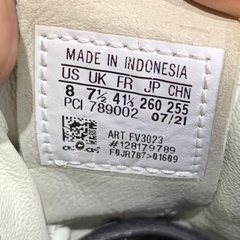 MADE IN INDONESIA
US UK FR JP CHN
8 7½ 41⅓ 260 255
PCI 789002 07/21
ART FV3023
#128179789
F0JR787>01609